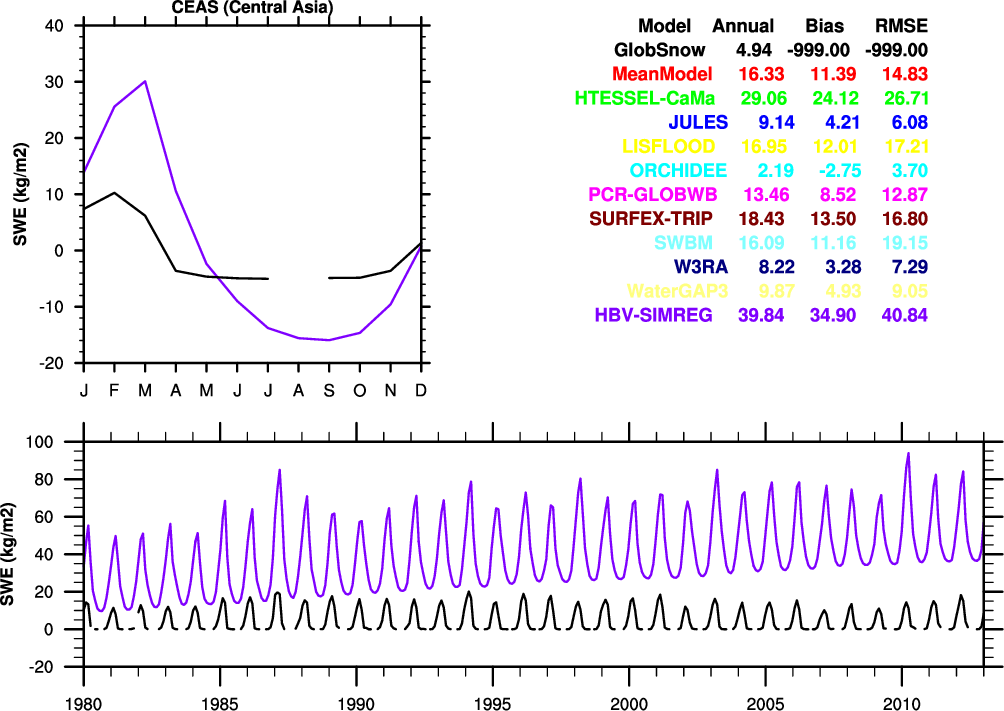 CEAS (Central Asia)
40
30
20
10
0
-10
-20
SWE (kg/m2)
J F M A M J J A S O N D
Model Annual Bias RMSE
GlobSnow 4.94 -999.00 -999.00
MeanModel 16.33 11.39 14.83
HTESSEL-CaMa 29.06 24.12 26.71
JULES 9.14 4.21 6.08
LISFLOOD 16.95 12.01 17.21
ORCHIDEE 2.19 -2.75 3.70
PCR-GLOBWB 13.46 8.52 12.87
SURFEX-TRIP 18.43 13.50 16.80
SWBM 16.09 11.16 19.15
W3RA 8.22 3.28 7.29
WaterGAP3 9.87 4.93 9.05
HBV-SIMREG 39.84 34.90 40.84
100
80
60
40
20
0
-20
SWE (kg/m2)
1980 1985 1990 1995 2000 2005 2010